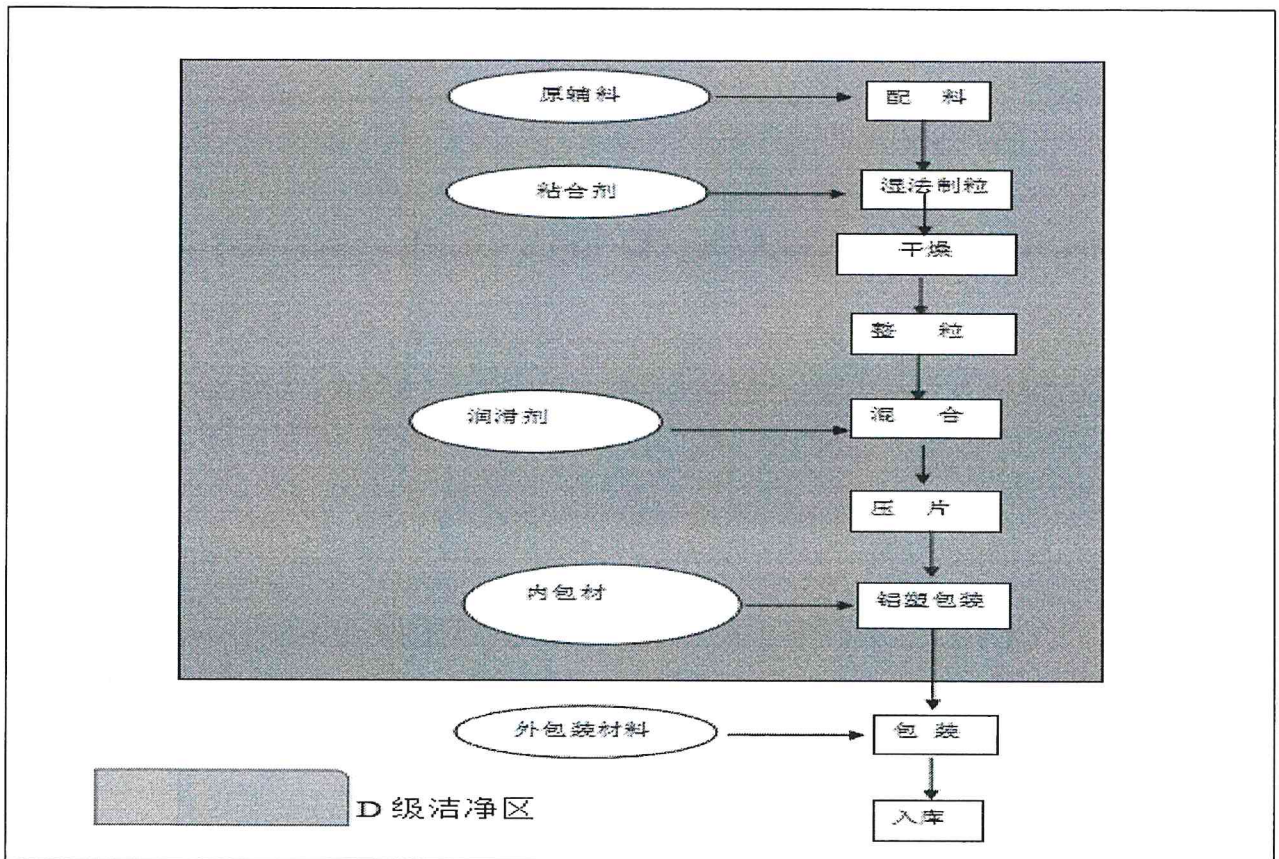 原辅料
配 料
粘合剂
湿法制粒
干燥
整 粒
润滑剂
混 合
压 片
内包材
铝塑包装
外包装材料
包 装
D级洁净区
入库